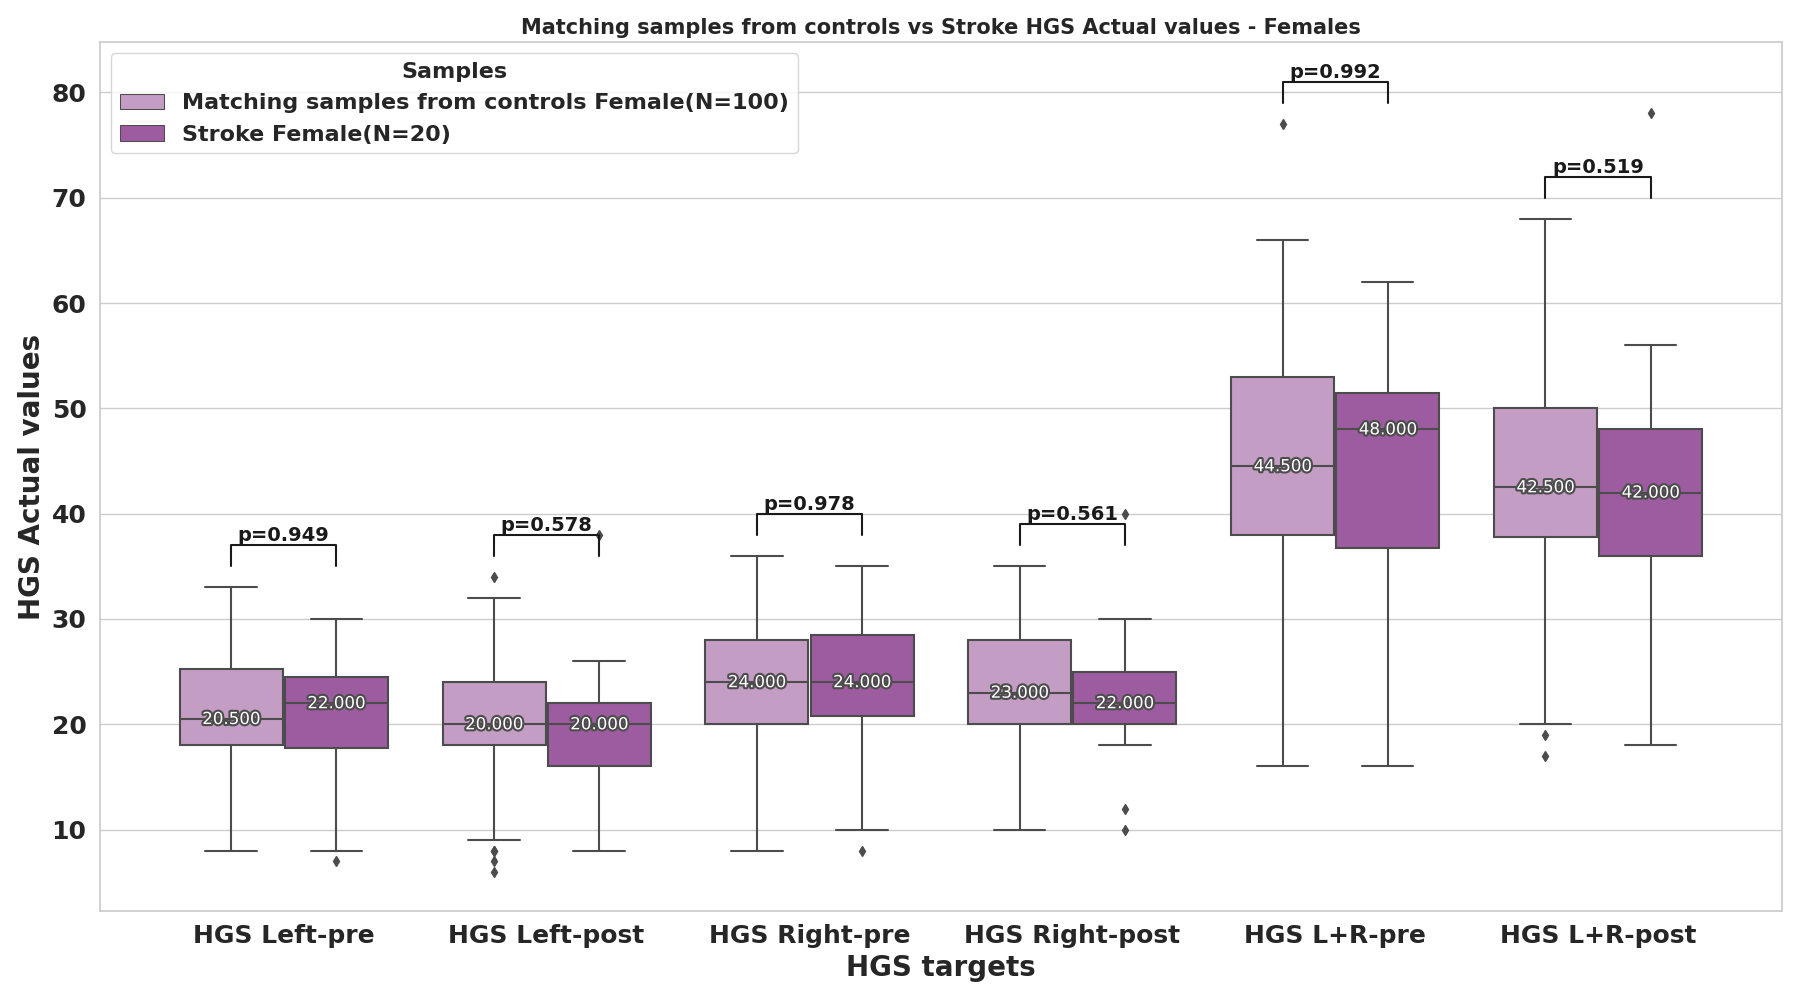 Matching samples from controls vs Stroke HGS Actual values - Females
Samples
Matching samples from controls Female(N=100)
Stroke Female(N=20)
HGS Actual values
80
70
60
50
40
30
20
10
p=0.949
p=0.578
p=0.978
p=0.561
p=0.992
p=0.519
20.500
22.000
20.000
20.000
24.000
24.000
23.000
22.000
44.500
48.000
42.500
42.000
HGS Left-pre
HGS Left-post
HGS Right-pre
HGS Right-post
HGS L+R-pre
HGS L+R-post
HGS targets